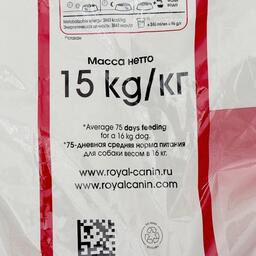 Масса нетто
15 kg/кг
*Average 75 days feeding
for a 16 kg dog.
*75-дневная средняя норма питания
для собаки весом в 16 кг.
www.royal-canin.ru
www.royalcanin.com